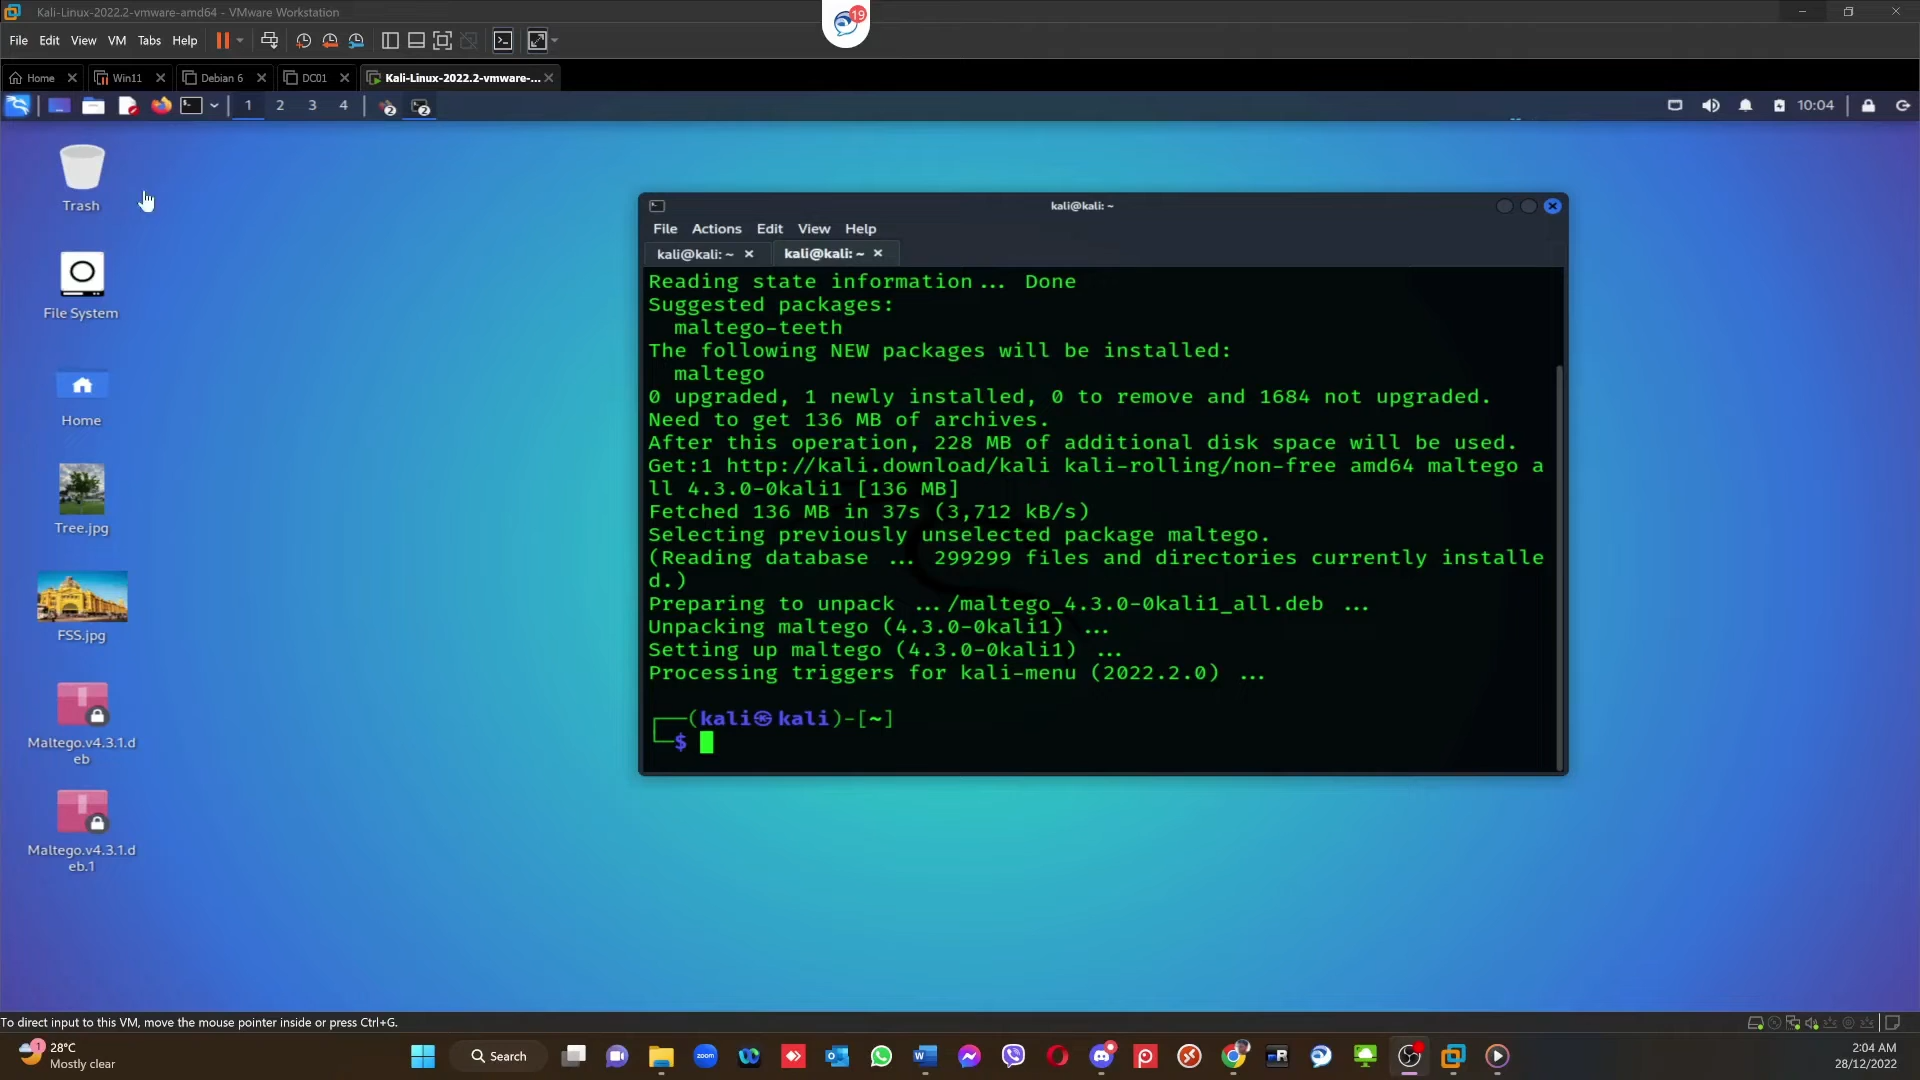 Kali-Linux-2022.2-vmware-amd64 - VMware Workstation
19
File Edit View VM Tabs Help
Home
Win11
Debian 6
DC01
Kali-Linux-2022.2-vmware-...
1 2 3 4
2
2
10:04
Trash
File System
Home
Tree.jpg
FSS.jpg
Maltego.v4.3.1.d
eb
Maltego.v4.3.1.d
eb.1
kali@kali: ~
File Actions Edit View Help
kali@kali: ~
kali@kali: ~
Reading state information... Done
Suggested packages:
maltego-teeth
The following NEW packages will be installed:
maltego
0 upgraded, 1 newly installed, 0 to remove and 1684 not upgraded.
Need to get 136 MB of archives.
After this operation, 228 MB of additional disk space will be used.
Get:1 http://kali.download/kali kali-rolling/non-free amd64 maltego a
ll 4.3.0-0kali1 [136 MB]
Fetched 136 MB in 37s (3,712 kB/s)
Selecting previously unselected package maltego.
(Reading database ... 299299 files and directories currently installe
d.)
Preparing to unpack .../maltego_4.3.0-0kali1_all.deb ...
Unpacking maltego (4.3.0-0kali1) ...
Setting up maltego (4.3.0-0kali1) ...
Processing triggers for kali-menu (2022.2.0) ...
┌──(kali㉿kali)-[~]
└─$
To direct input to this VM, move the mouse pointer inside or press Ctrl+G.
1
28°C
Mostly clear
Search
zoom
2:04 AM
28/12/2022